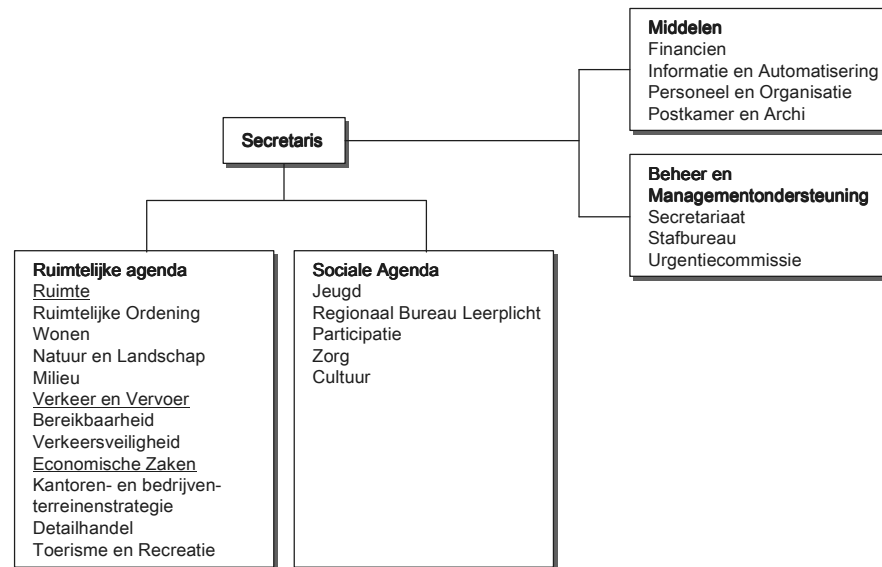 Middelen
Financien
Informatie en Automatisering
Personeel en Organisatie
Postkamer en Archi
Secretaris
Beheer en
Managementondersteuning
Secretariaat
Stafbureau
Urgentiecommissie
Ruimtelijke agenda
Ruimte
Ruimtelijke Ordening
Wonen
Natuur en Landschap
Milieu
Verkeer en Vervoer
Bereikbaarheid
Verkeersveiligheid
Economische Zaken
Kantoren- en bedrijven-
terreinenstrategie
Detailhandel
Toerisme en Recreatie
Sociale Agenda
Jeugd
Regionaal Bureau Leerplicht
Participatie
Zorg
Cultuur